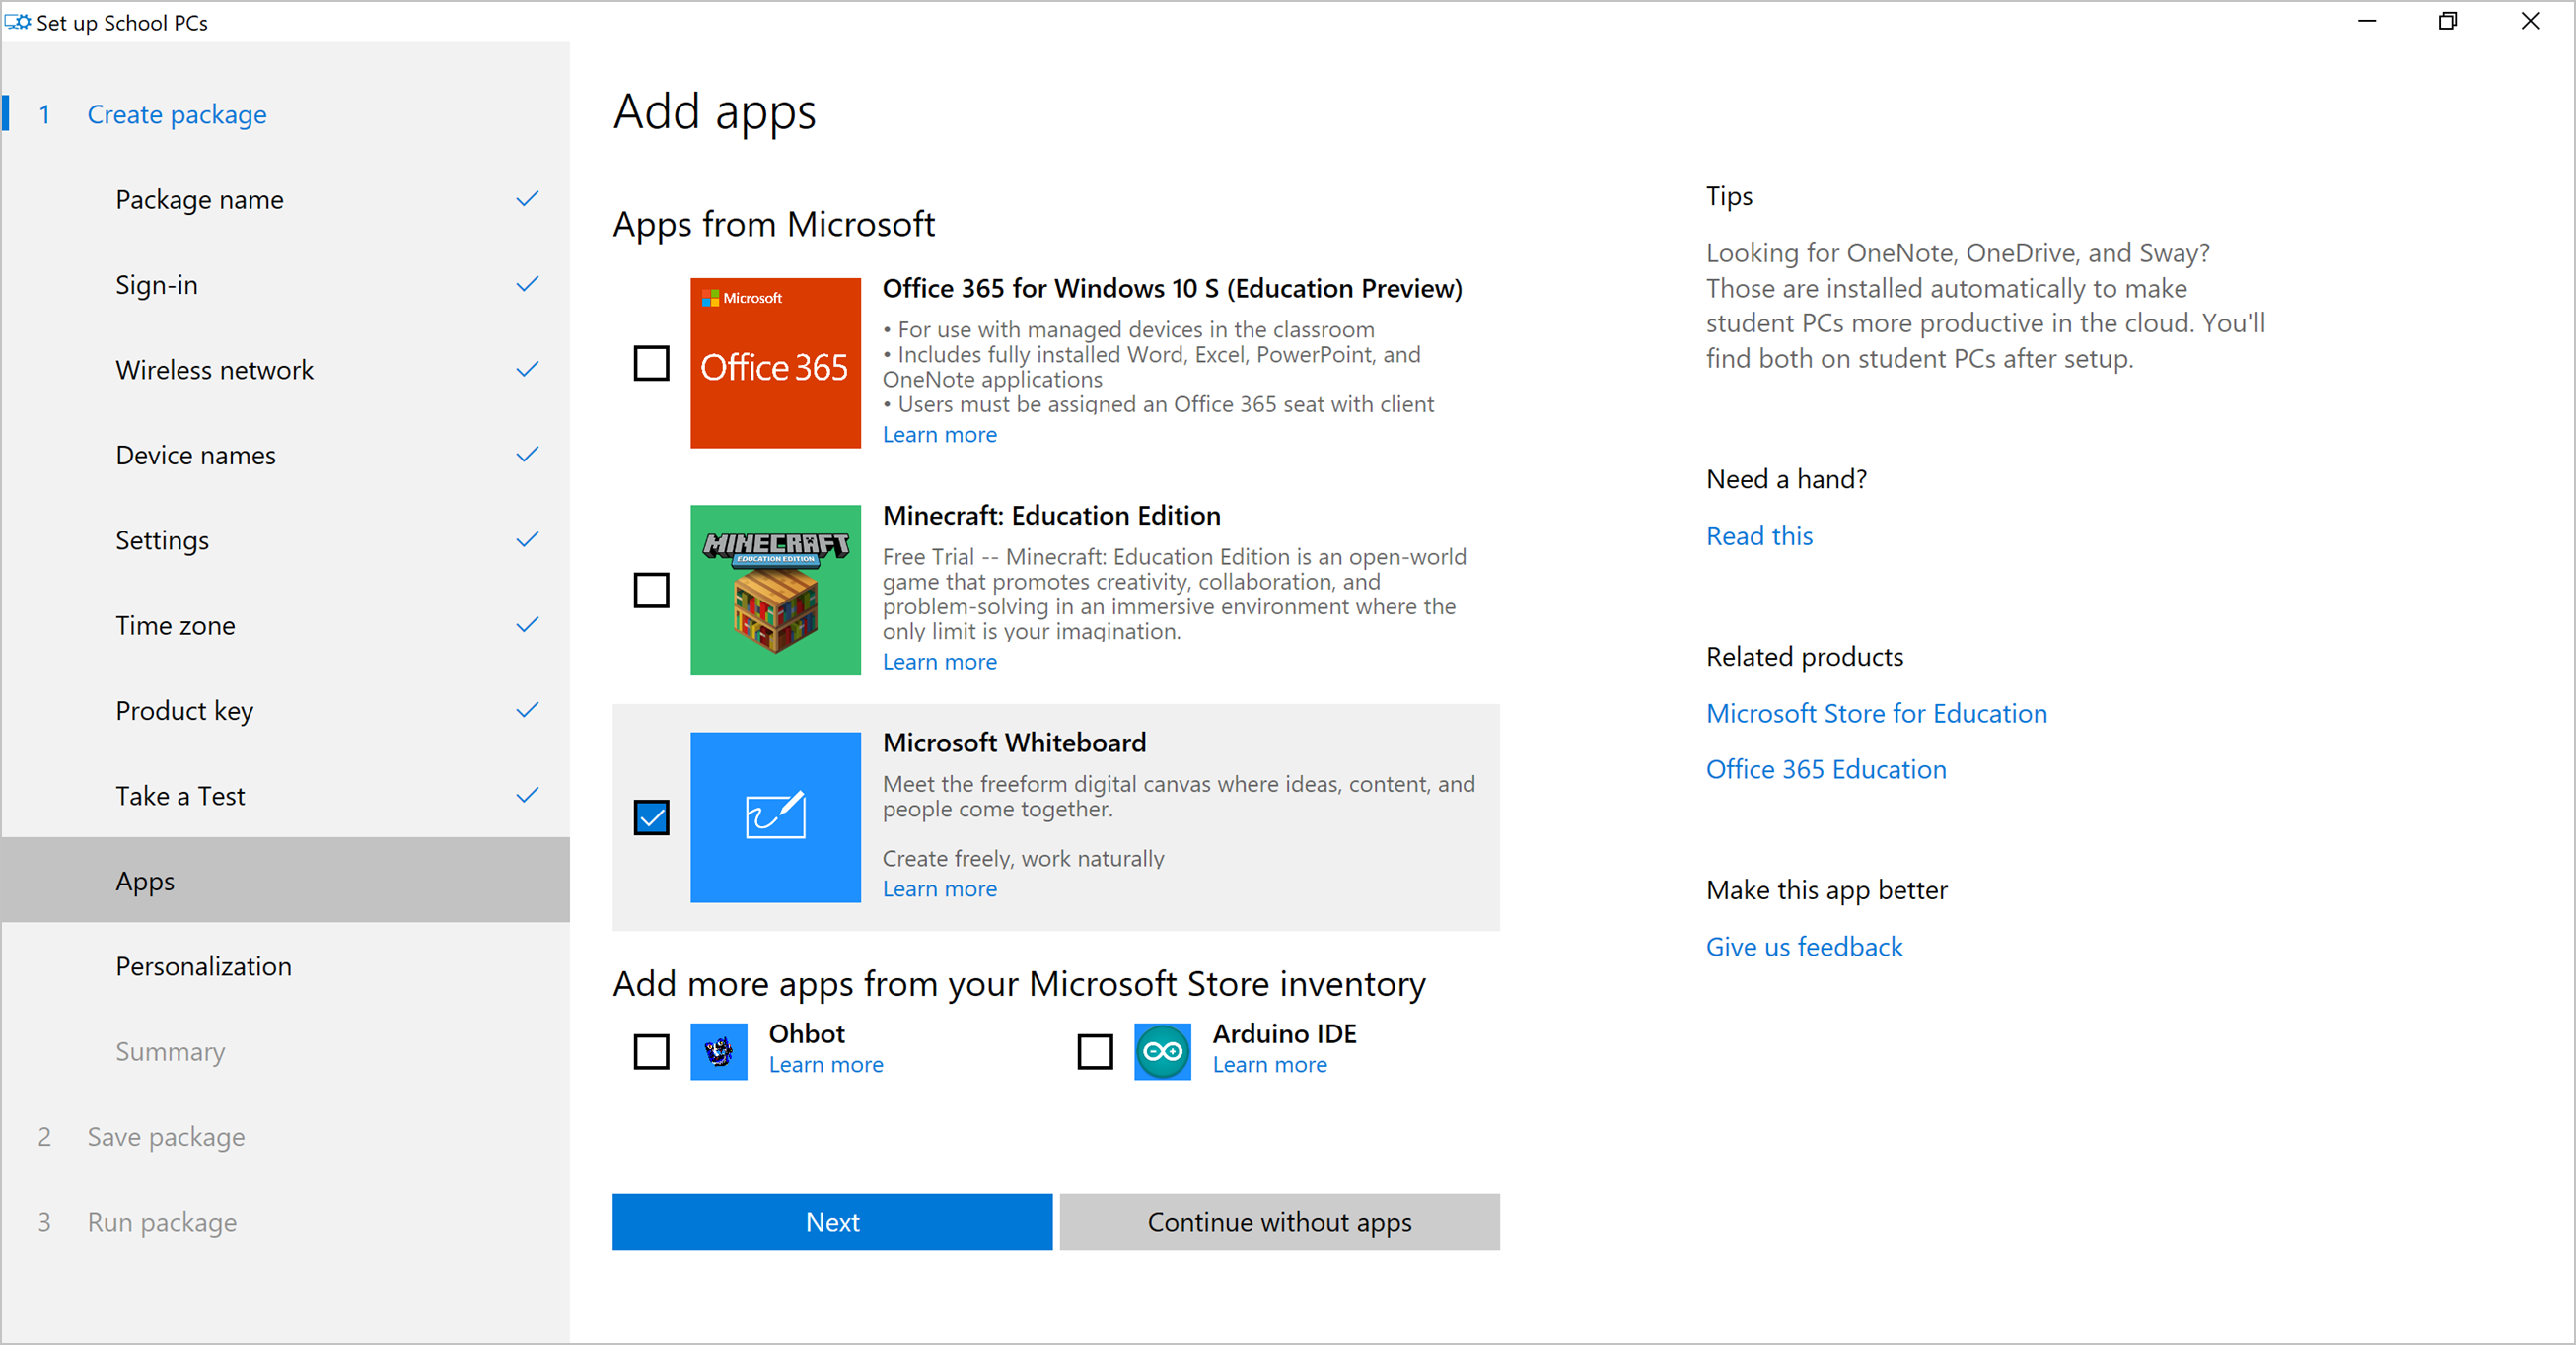 Set up School PCs
1 Create package
Package name
Sign-in
Wireless network
Device names
Settings
Time zone
Product key
Take a Test
Apps
Personalization
Summary
2 Save package
3 Run package
Add apps
Apps from Microsoft
Microsoft
Office 365
Office 365 for Windows 10 S (Education Preview)
• For use with managed devices in the classroom
• Includes fully installed Word, Excel, PowerPoint, and
OneNote applications
• Users must be assigned an Office 365 seat with client
Learn more
MINECRAFT
EDUCATION EDITION
Minecraft: Education Edition
Free Trial -- Minecraft: Education Edition is an open-world
game that promotes creativity, collaboration, and
problem-solving in an immersive environment where the
only limit is your imagination.
Learn more
Microsoft Whiteboard
Meet the freeform digital canvas where ideas, content, and
people come together.
Create freely, work naturally
Learn more
Add more apps from your Microsoft Store inventory
Ohbot
Learn more
Arduino IDE
Learn more
Next
Continue without apps
Tips
Looking for OneNote, OneDrive, and Sway?
Those are installed automatically to make
student PCs more productive in the cloud. You'll
find both on student PCs after setup.
Need a hand?
Read this
Related products
Microsoft Store for Education
Office 365 Education
Make this app better
Give us feedback